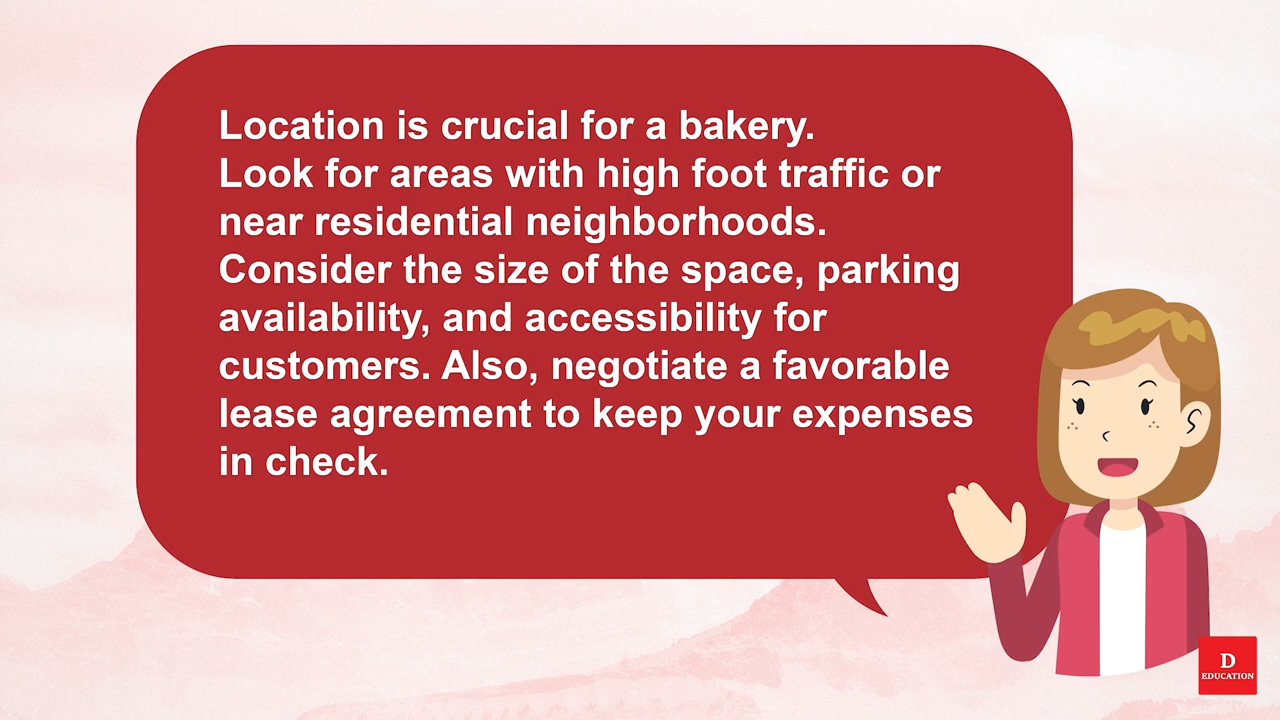 Location is crucial for a bakery.
Look for areas with high foot traffic or
near residential neighborhoods.
Consider the size of the space, parking
availability, and accessibility for
customers. Also, negotiate a favorable
lease agreement to keep your expenses
in check.
D
EDUCATION